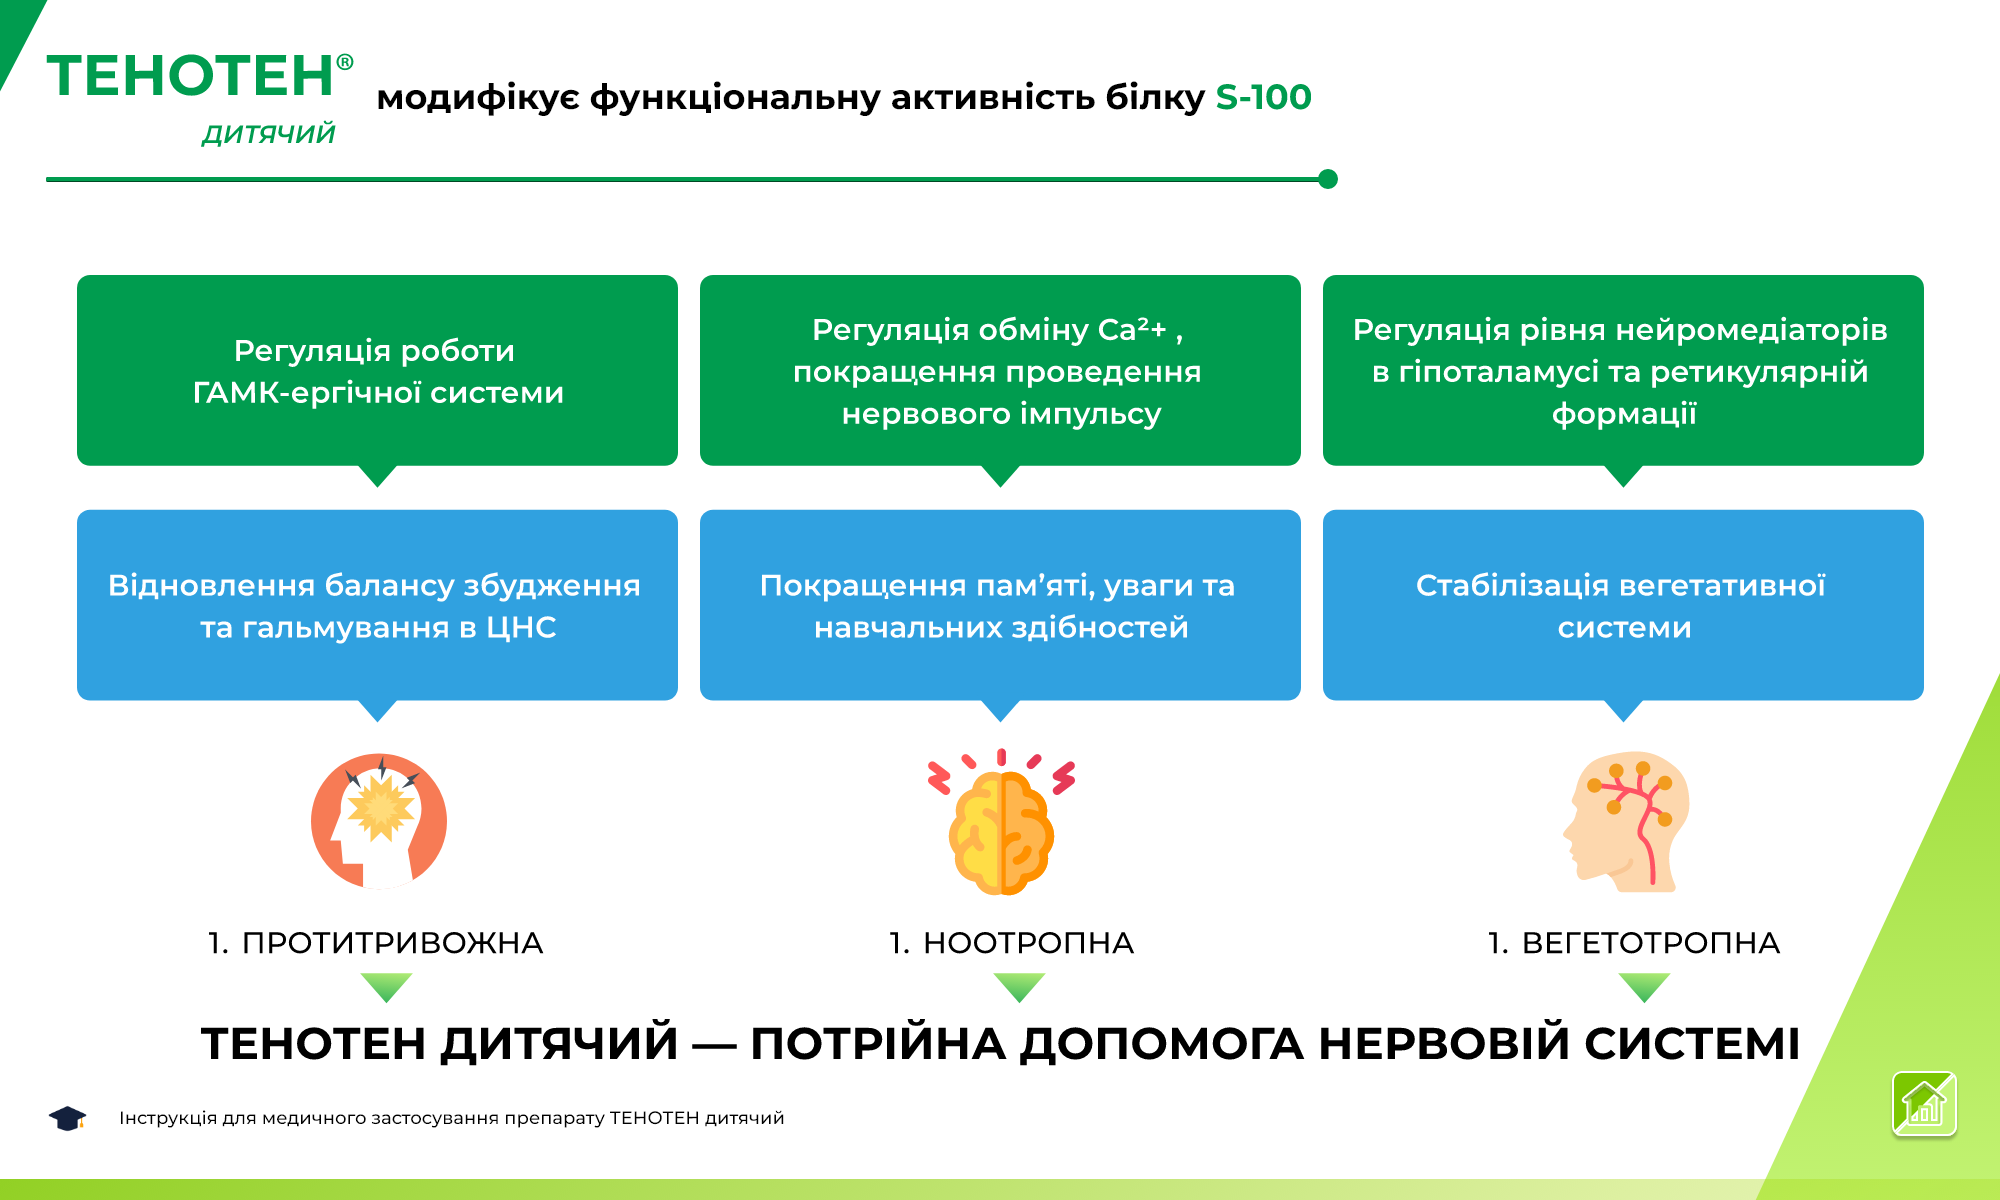 ТЕНОТЕН®
дитячий
модифікує функціональну активність білку S-100
Регуляція роботи
ГАМК-ергічної системи
Регуляція обміну Ca²+ ,
покращення проведення
нервового імпульсу
Регуляція рівня нейромедіаторів
в гіпоталамусі та ретикулярній
формації
Відновлення балансу збудження
та гальмування в ЦНС
Покращення пам’яті, уваги та
навчальних здібностей
Стабілізація вегетативної
системи
1. ПРОТИТРИВОЖНА
1. НООТРОПНА
1. ВЕГЕТОТРОПНА
ТЕНОТЕН ДИТЯЧИЙ — ПОТРІЙНА ДОПОМОГА НЕРВОВІЙ СИСТЕМІ
Інструкція для медичного застосування препарату ТЕНОТЕН дитячий